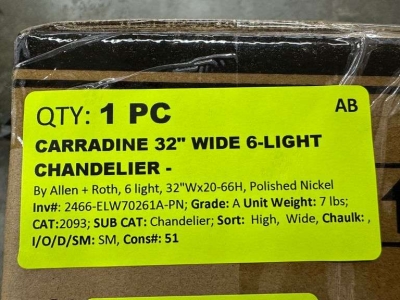 QTY: 1 PC AB
CARRADINE 32" WIDE 6-LIGHT
CHANDELIER -
By Allen + Roth, 6 light, 32"Wx20-66H, Polished Nickel
Inv#: 2466-ELW70261A-PN; Grade: A Unit Weight: 7 lbs;
CAT:2093; SUB CAT: Chandelier; Sort: High, Wide, Chaulk: ,
I/O/D/SM: SM, Cons#: 51